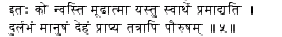 इतः को न्वस्ति मूढात्मा यस्तु स्वार्थे प्रमाद्यति ।
दुर्लभं मानुषं देहं प्राप्य तत्रापि पौरुषम् ॥ ५॥